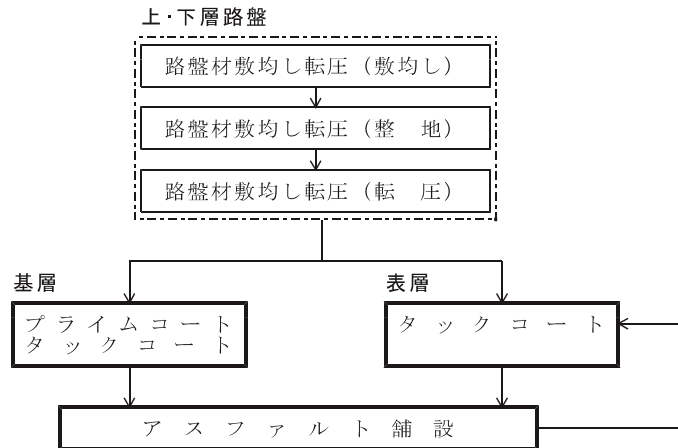 上・下層路盤
路盤材敷均し転圧（敷均し）
路盤材敷均し転圧（整　地）
路盤材敷均し転圧（転　圧）
基層
プライムコート
タックコート
表層
タックコート
アスファルト舗設